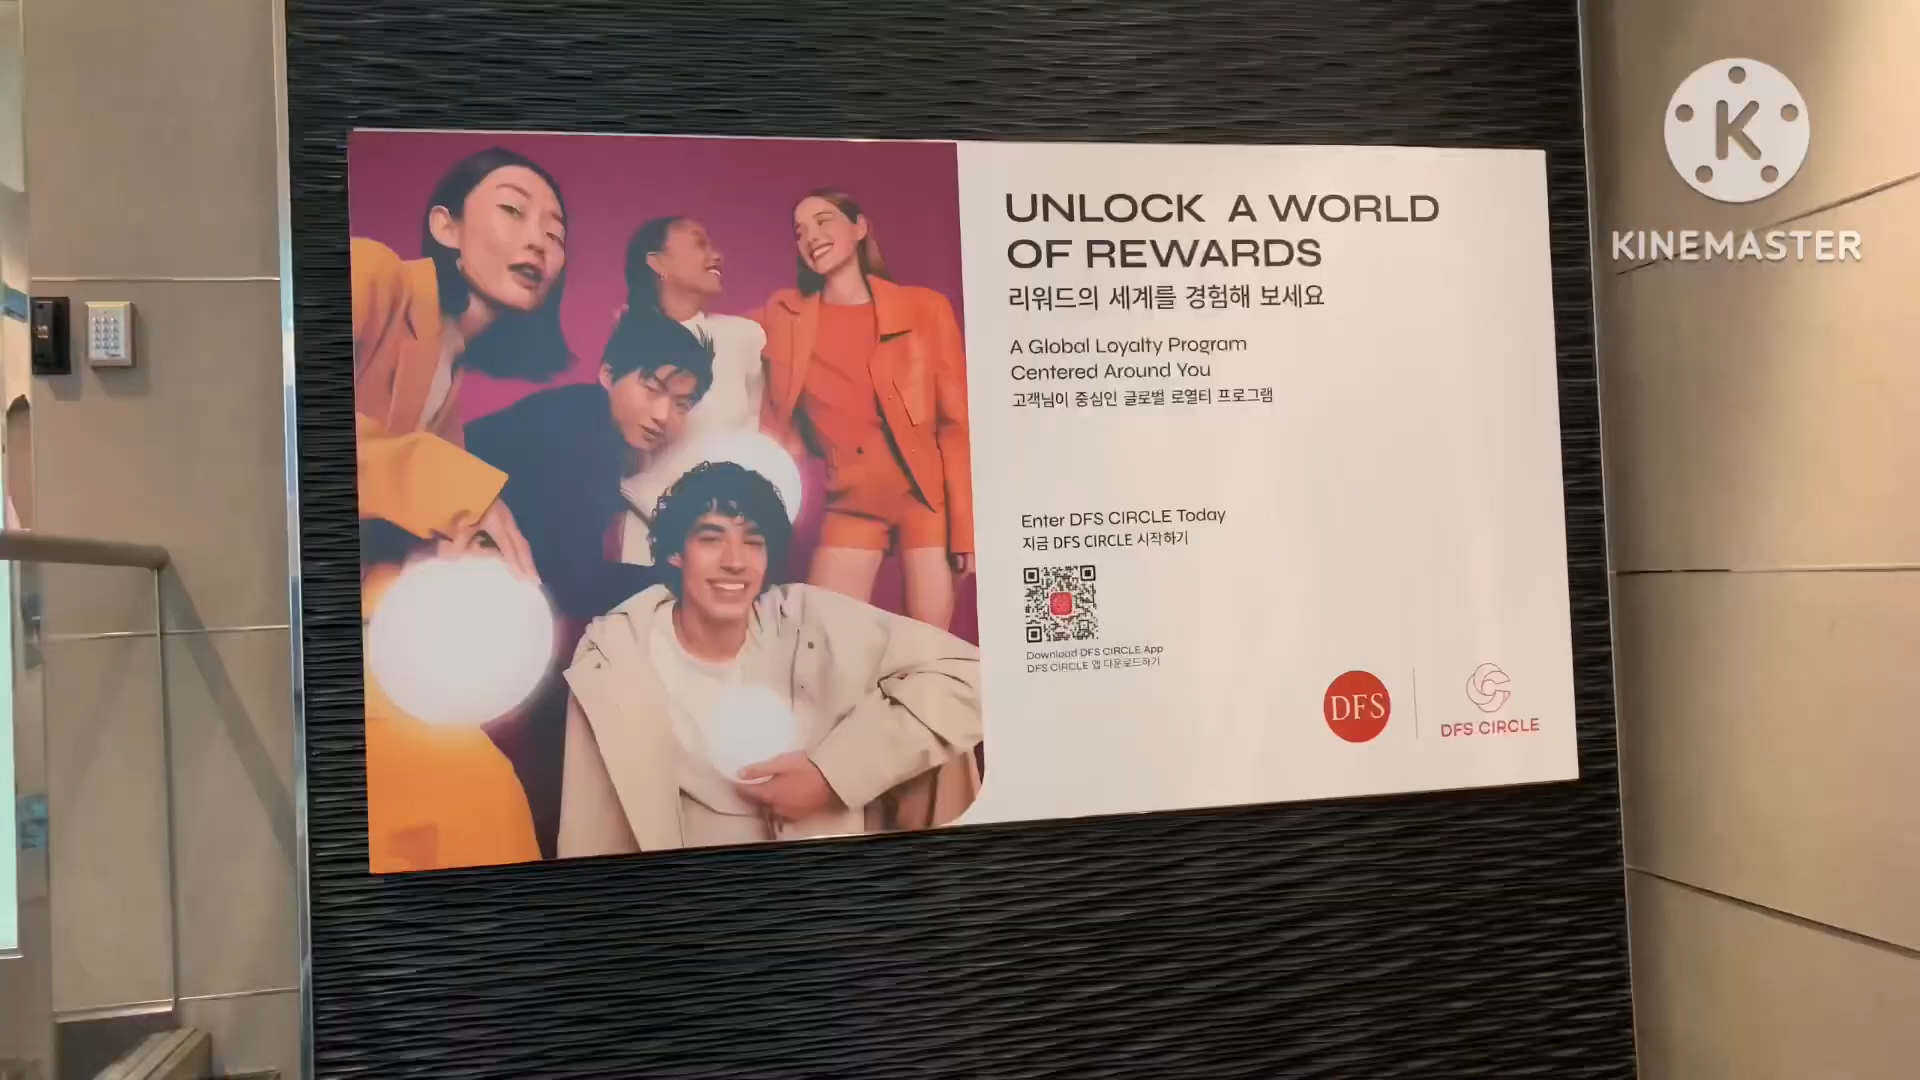 UNLOCK A WORLD
OF REWARDS
리워드의 세계를 경험해 보세요
A Global Loyalty Program
Centered Around You
고객님이 중심인 글로벌 로열티 프로그램
Enter DFS CIRCLE Today
지금 DFS CIRCLE 시작하기
Download DFS CIRCLE App
DFS CIRCLE 앱 다운로드하기
DFS
DFS CIRCLE
K
KINEMASTER